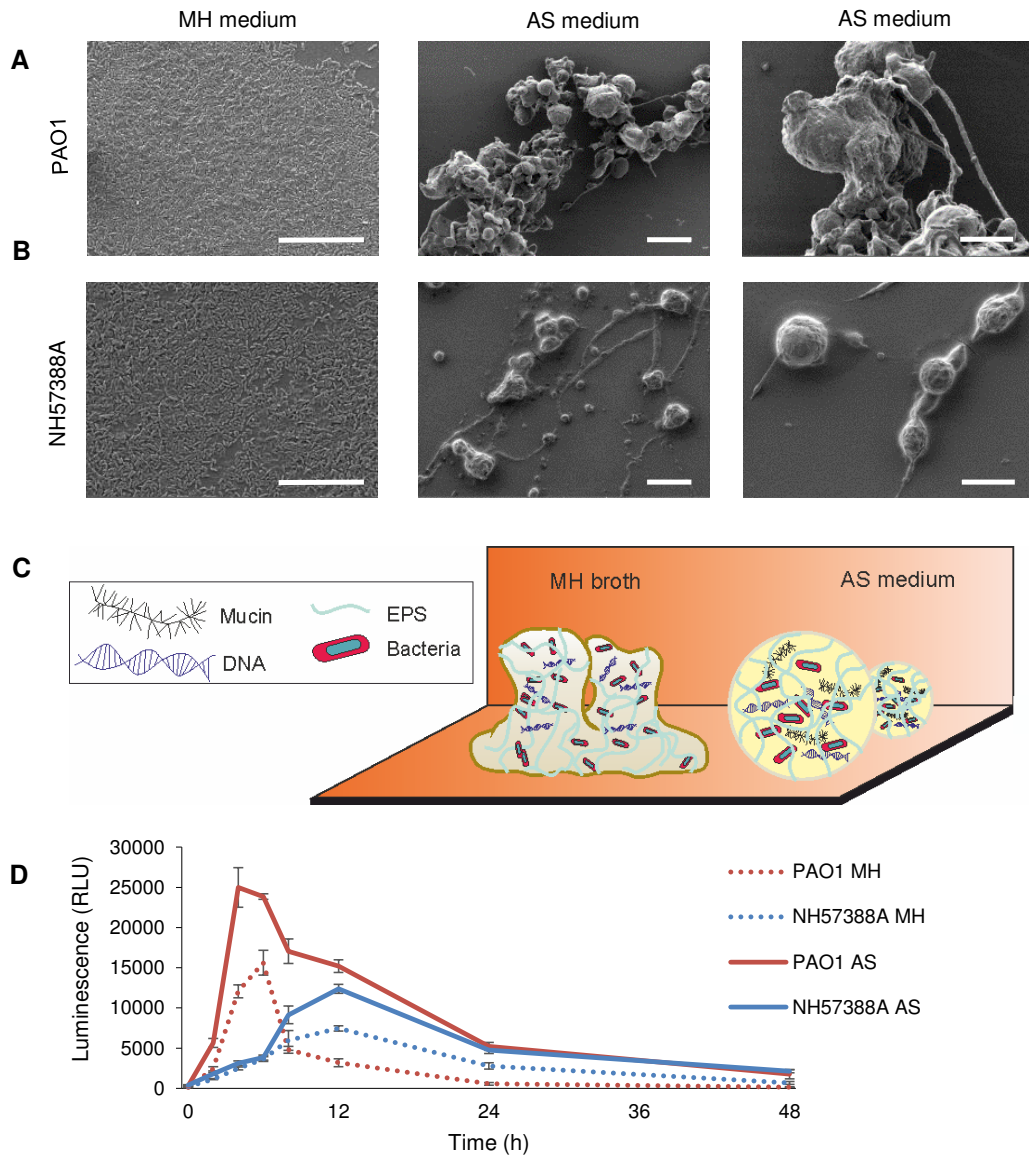 MH medium
AS medium
AS medium
A
PAO1
B
NH57388A
C
Mucin
EPS
DNA
Bacteria
MH broth
AS medium
D
Luminescence (RLU)
30000
25000
20000
15000
10000
5000
0
0
12
24
36
48
Time (h)
PAO1 MH
NH57388A MH
PAO1 AS
NH57388A AS